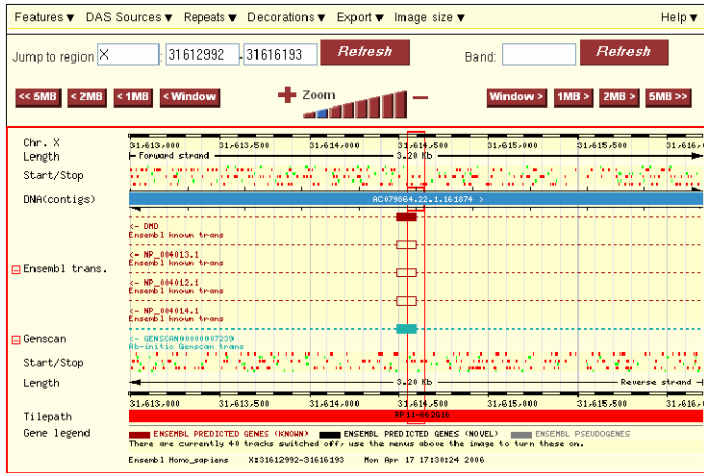 Features ▼ DAS Sources ▼ Repeats ▼ Decorations ▼ Export ▼ Image size ▼ Help ▼
Jump to region X : 31612992 - 31616193 Refresh Band: Refresh
<< 5MB < 2MB < 1MB < Window + Zoom − Window > 1MB > 2MB > 5MB >>
Chr. X 31,613,000 31,613,500 31,614,000 31,614,500 31,615,000 31,615,500 31,616,
Length Forward strand 3.20 Kb
Start/Stop
DNA(contigs) AC079864.22.1.161874 >
<- DMD
Ensembl known trans
<- NP_004013.1
Ensembl known trans
Ensembl trans.
<- NP_004012.1
Ensembl known trans
<- NP_004014.1
Ensembl known trans
Genscan <- GENSCAN00000007239
Ab-initio Genscan trans
Start/Stop
Length 3.20 Kb Reverse strand
31,613,000 31,613,500 31,614,000 31,614,500 31,615,000 31,615,500 31,616,
Tilepath RP11-662G16
Gene legend ENSEMBL PREDICTED GENES (KNOWN) ENSEMBL PREDICTED GENES (NOVEL) ENSEMBL PSEUDOGENES
There are currently 40 tracks switched off, use the menus above the image to turn these on.
Ensembl Homo_sapiens X:31612992-31616193 Mon Apr 17 17:30:24 2006